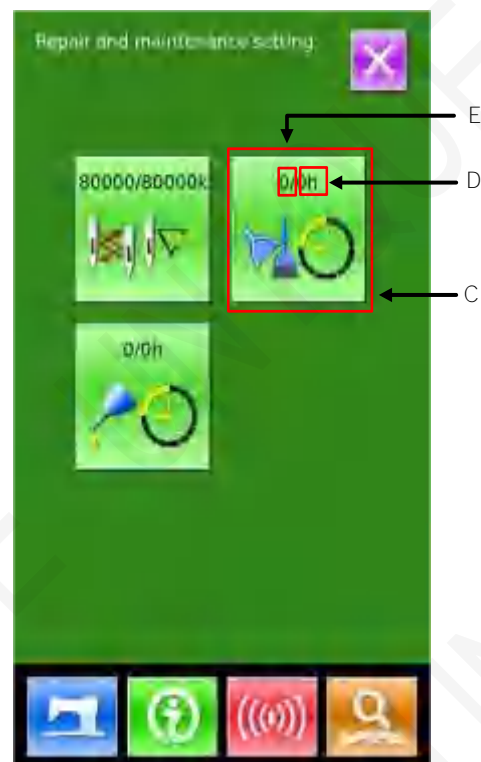 Repair and maintenance setting
E
80000/80000k
0/0h
D
C
0/0h